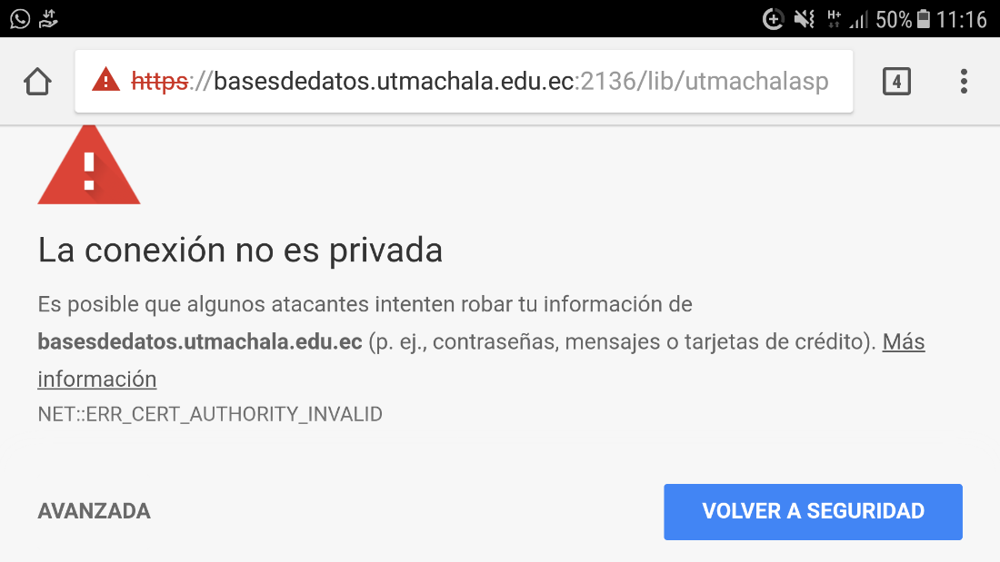 H+ 50% 11:16
https://basesdedatos.utmachala.edu.ec:2136/lib/utmachalasp 4
La conexión no es privada
Es posible que algunos atacantes intenten robar tu información de
basesdedatos.utmachala.edu.ec (p. ej., contraseñas, mensajes o tarjetas de crédito). Más
información
NET::ERR_CERT_AUTHORITY_INVALID
AVANZADA VOLVER A SEGURIDAD